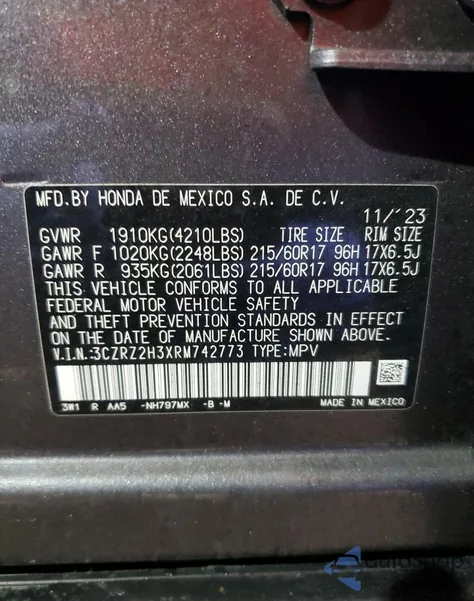 MFD.BY HONDA DE MEXICO S.A. DE C.V.
11/´23
GVWR 1910KG(4210LBS) TIRE SIZE RIM SIZE
GAWR F 1020KG(2248LBS) 215/60R17 96H 17X6.5J
GAWR R 935KG(2061LBS) 215/60R17 96H 17X6.5J
THIS VEHICLE CONFORMS TO ALL APPLICABLE
FEDERAL MOTOR VEHICLE SAFETY
AND THEFT PREVENTION STANDARDS IN EFFECT
ON THE DATE OF MANUFACTURE SHOWN ABOVE.
V.I.N.:3CZRZ2H3XRM742773 TYPE:MPV
3W1 R AA5 -NH797MX -B -M MADE IN MEXICO